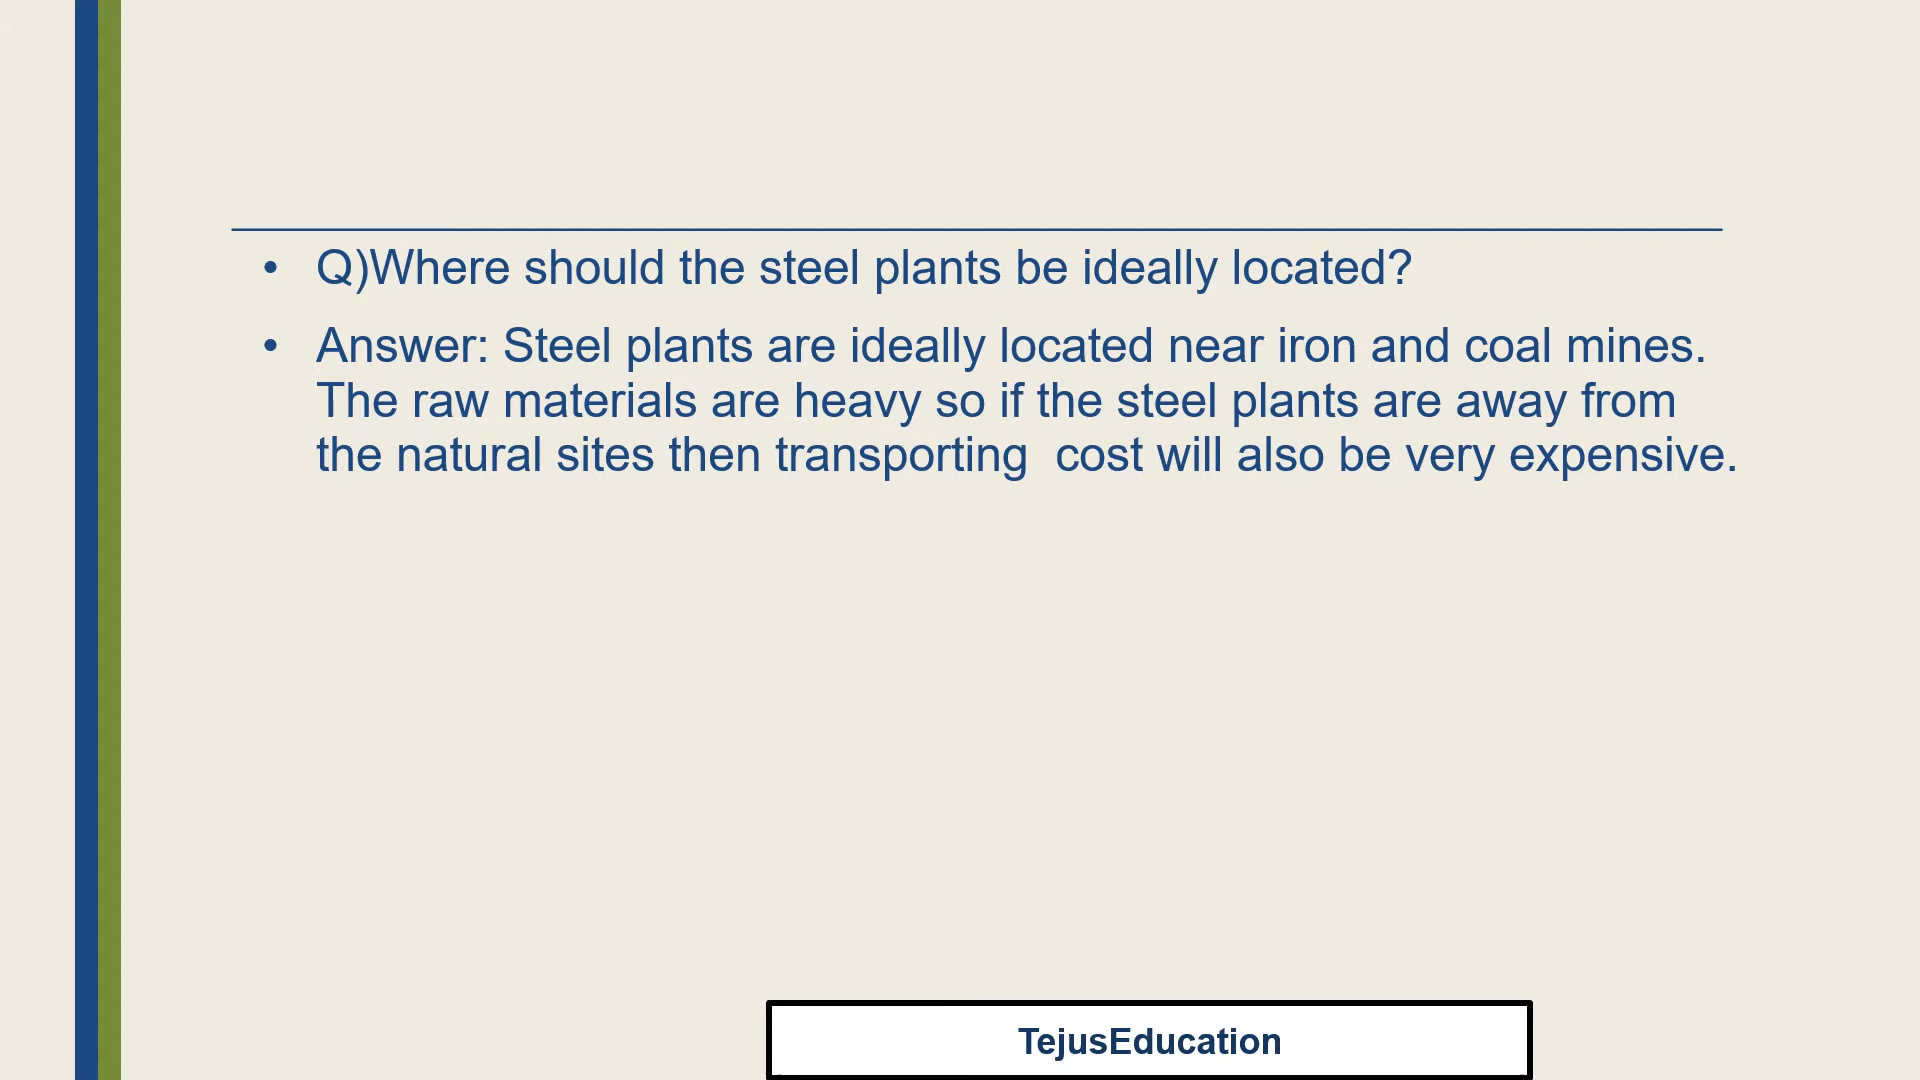 • Q)Where should the steel plants be ideally located?
• Answer: Steel plants are ideally located near iron and coal mines.
The raw materials are heavy so if the steel plants are away from
the natural sites then transporting  cost will also be very expensive.
TejusEducation